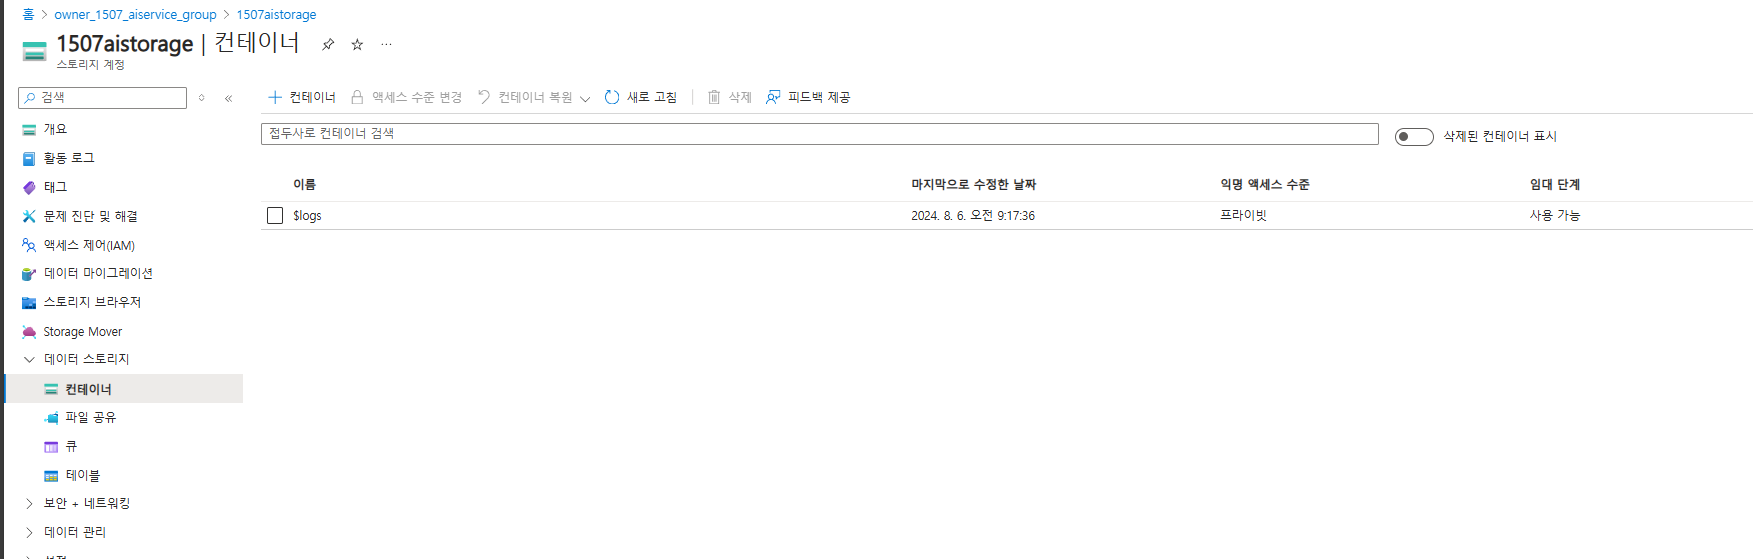 홈 > owner_1507_aiservice_group > 1507aistorage
1507aistorage | 컨테이너
스토리지 계정
검색
컨테이너 액세스 수준 변경 컨테이너 복원 새로 고침 삭제 피드백 제공
접두사로 컨테이너 검색
삭제된 컨테이너 표시
이름 마지막으로 수정한 날짜 익명 액세스 수준 임대 단계
$logs 2024. 8. 6. 오전 9:17:36 프라이빗 사용 가능
개요
활동 로그
태그
문제 진단 및 해결
액세스 제어(IAM)
데이터 마이그레이션
스토리지 브라우저
Storage Mover
데이터 스토리지
컨테이너
파일 공유
큐
테이블
보안 + 네트워킹
데이터 관리